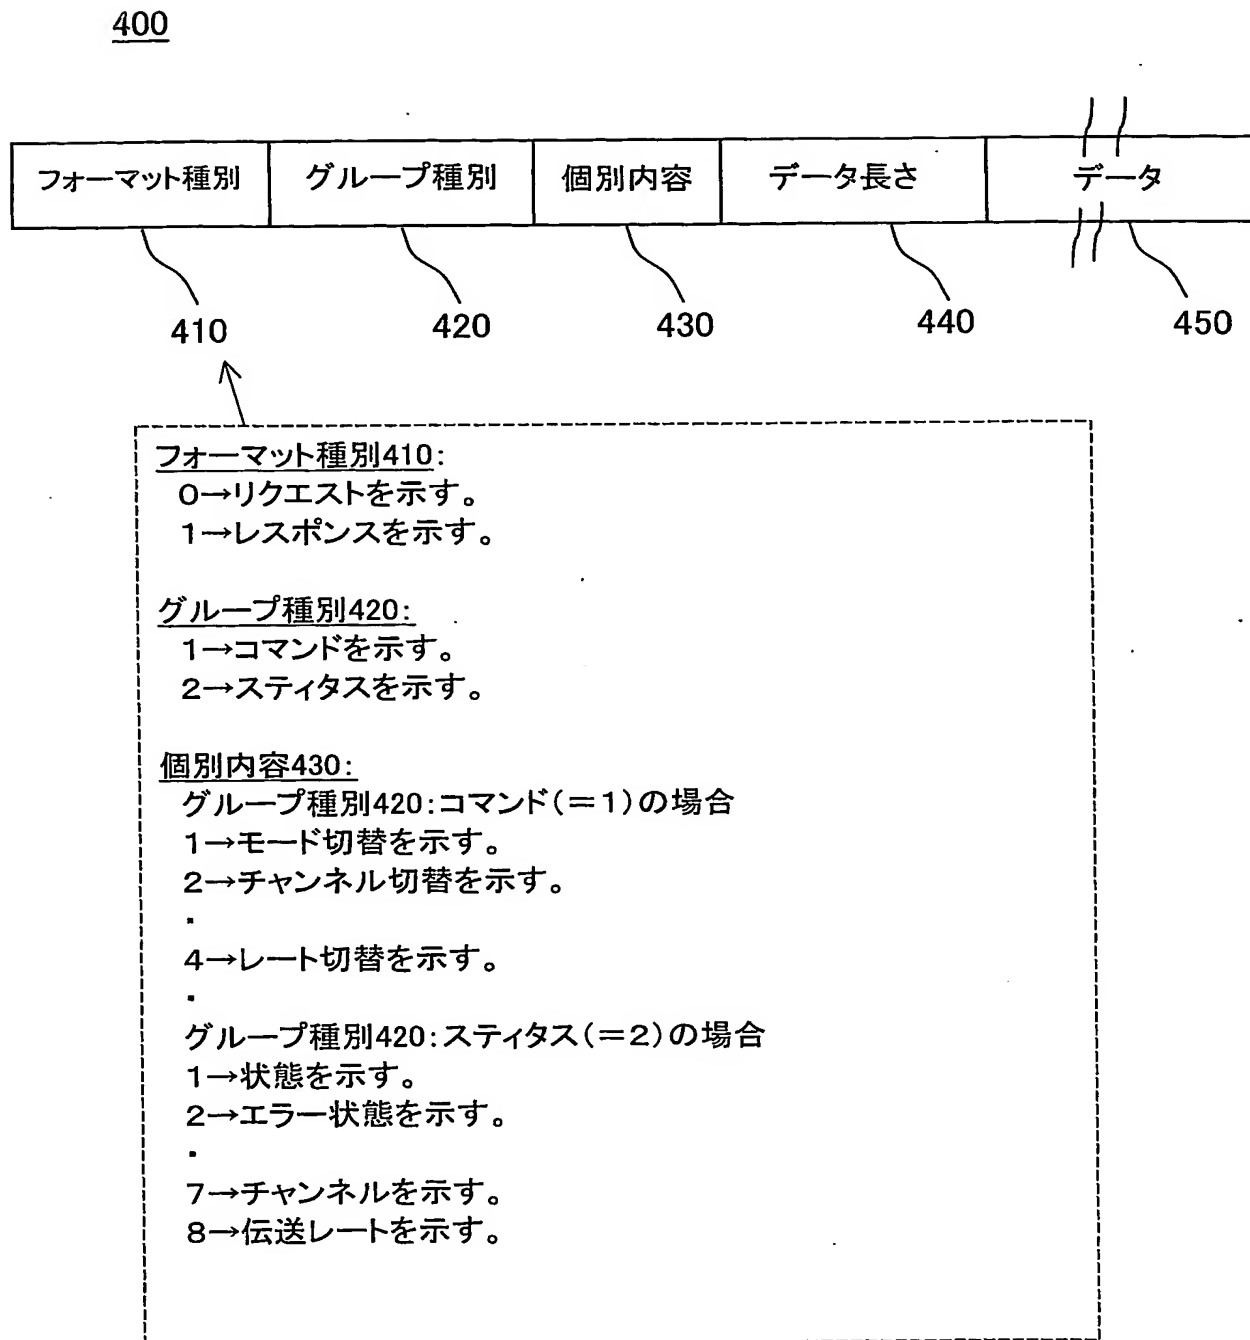 400
フォーマット種別 グループ種別 個別内容 データ長さ データ
410 420 430 440 450
フォーマット種別410:
0→リクエストを示す。
1→レスポンスを示す。
グループ種別420:
1→コマンドを示す。
2→スティタスを示す。
個別内容430:
グループ種別420:コマンド(=1)の場合
1→モード切替を示す。
2→チャンネル切替を示す。
・
4→レート切替を示す。
・
グループ種別420:スティタス(=2)の場合
1→状態を示す。
2→エラー状態を示す。
・
7→チャンネルを示す。
8→伝送レートを示す。